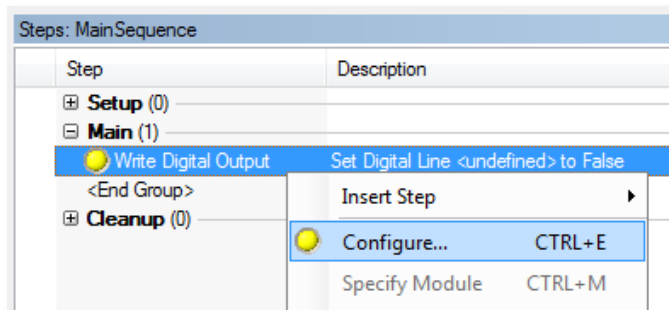 Steps: MainSequence
Step Description
Setup (0)
Main (1)
Write Digital Output Set Digital Line <undefined> to False
<End Group>
Insert Step
Cleanup (0)
Configure... CTRL+E
Specify Module CTRL+M